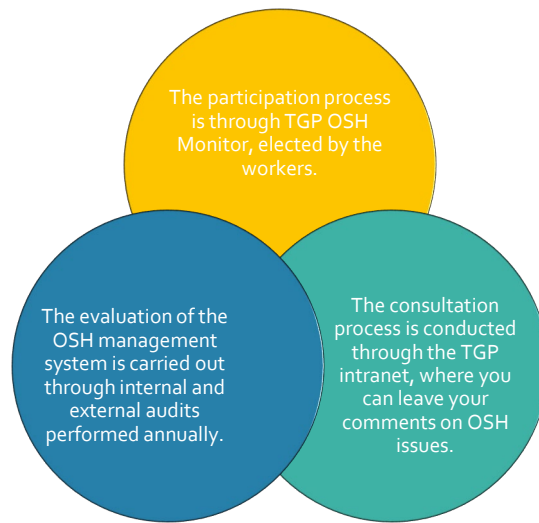 The participation process
is through TGP OSH
Monitor, elected by the
workers.
The evaluation of the
OSH management
system is carried out
through internal and
external audits
performed annually.
The consultation
process is conducted
through the TGP
intranet, where you
can leave your
comments on OSH
issues.